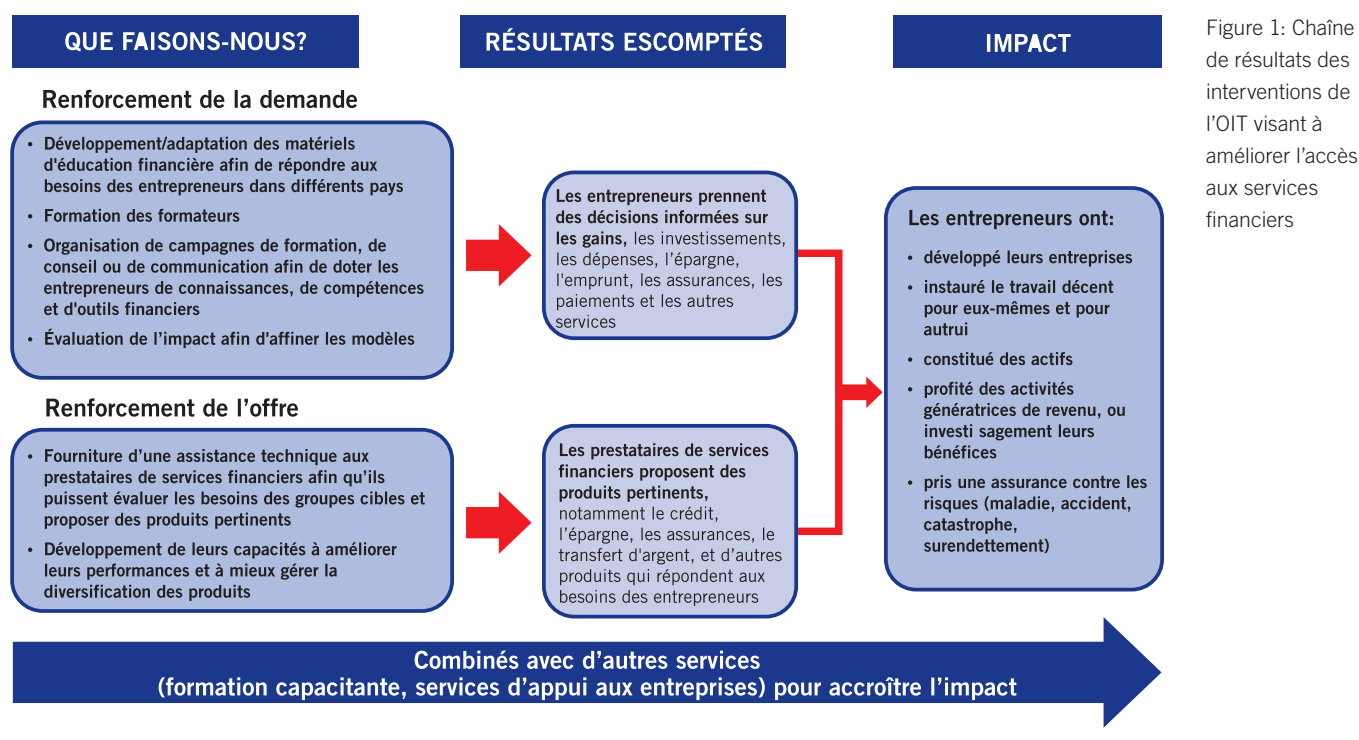 QUE FAISONS-NOUS?
RÉSULTATS ESCOMPTÉS
IMPACT
Figure 1: Chaîne
de résultats des
interventions de
l’OIT visant à
améliorer l’accès
aux services
financiers
Renforcement de la demande
• Développement/adaptation des matériels
d'éducation financière afin de répondre aux
besoins des entrepreneurs dans différents pays
• Formation des formateurs
• Organisation de campagnes de formation, de
conseil ou de communication afin de doter les
entrepreneurs de connaissances, de compétences
et d'outils financiers
• Évaluation de l’impact afin d'affiner les modèles
Les entrepreneurs prennent
des décisions informées sur
les gains, les investissements,
les dépenses, l’épargne,
l'emprunt, les assurances, les
paiements et les autres
services
Renforcement de l’offre
• Fourniture d’une assistance technique aux
prestataires de services financiers afin qu’ils
puissent évaluer les besoins des groupes cibles et
proposer des produits pertinents
• Développement de leurs capacités à améliorer
leurs performances et à mieux gérer la
diversification des produits
Les prestataires de services
financiers proposent des
produits pertinents,
notamment le crédit,
l’épargne, les assurances, le
transfert d'argent, et d’autres
produits qui répondent aux
besoins des entrepreneurs
Les entrepreneurs ont:
• développé leurs entreprises
• instauré le travail décent
pour eux-mêmes et pour
autrui
• constitué des actifs
• profité des activités
génératrices de revenu, ou
investi sagement leurs
bénéfices
• pris une assurance contre les
risques (maladie, accident,
catastrophe,
surendettement)
Combinés avec d’autres services
(formation capacitante, services d’appui aux entreprises) pour accroître l’impact